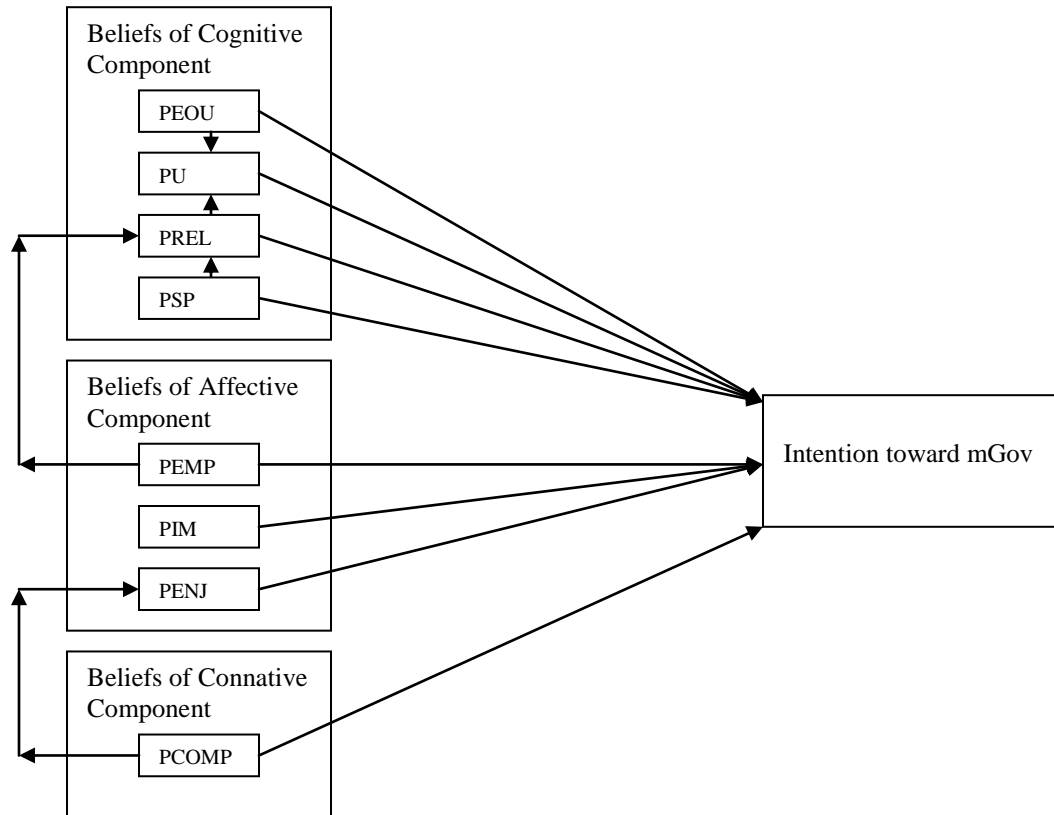 Beliefs of Cognitive
Component
PEOU
PU
PREL
PSP
Beliefs of Affective
Component
PEMP
PIM
PENJ
Beliefs of Connative
Component
PCOMP
Intention toward mGov